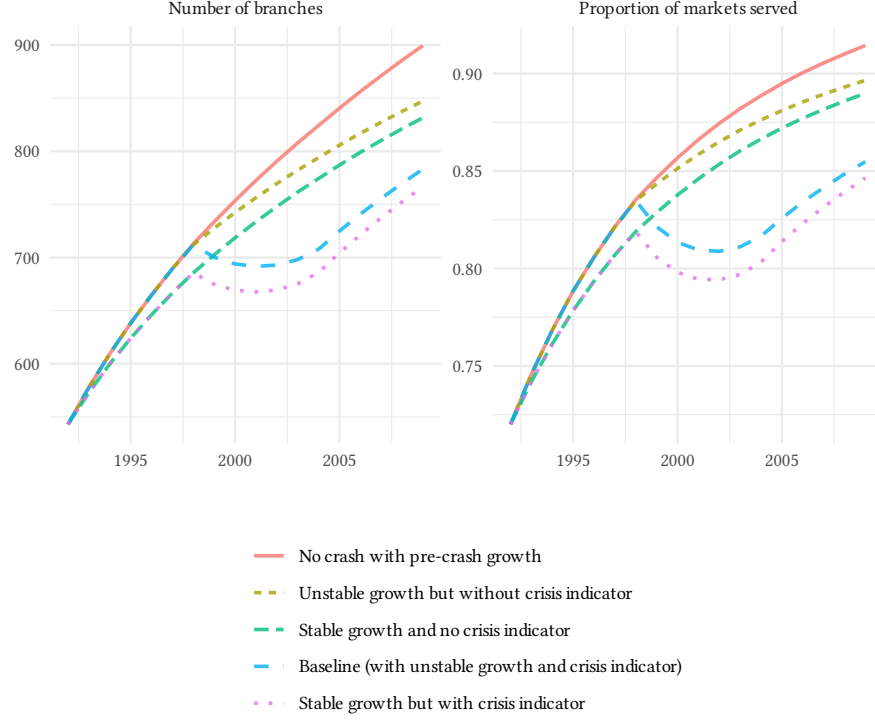 Number of branches
Proportion of markets served
900
800
700
600
0.90
0.85
0.80
0.75
1995 2000 2005
1995 2000 2005
No crash with pre-crash growth
Unstable growth but without crisis indicator
Stable growth and no crisis indicator
Baseline (with unstable growth and crisis indicator)
Stable growth but with crisis indicator